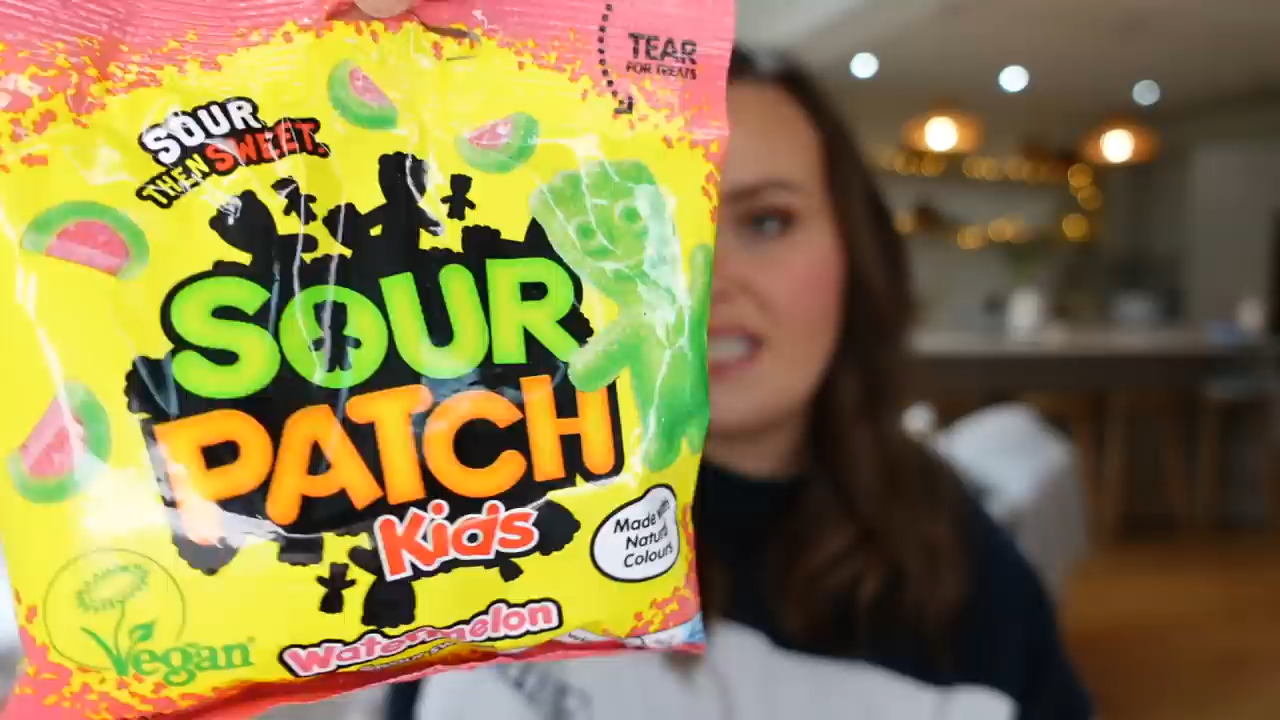 TEAR
FOR TREATS
SOUR
THEN SWEET.
SOUR
PATCH
Kids
Made with
Natural
Colours
Vegan
Watermelon